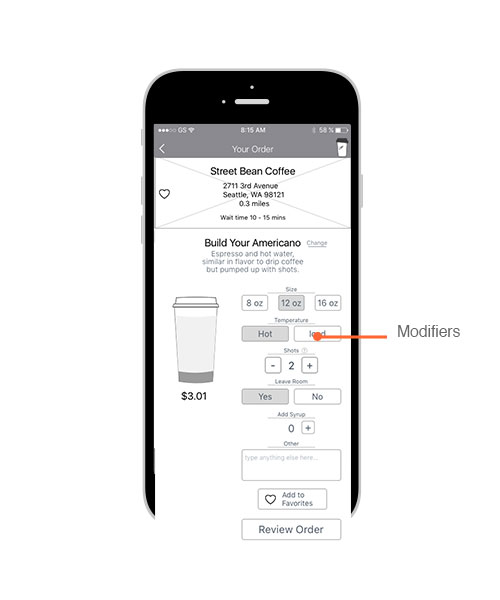 GS 8:15 AM 58 %
Your Order
Street Bean Coffee
2711 3rd Avenue
Seattle, WA 98121
0.3 miles
Wait time 10 - 15 mins
Build Your Americano Change
Espresso and hot water,
similar in flavor to drip coffee
but pumped up with shots.
Size
8 oz 12 oz 16 oz
Temperature
Hot Iced
Modifiers
Shots ?
- 2 +
Leave Room
Yes No
$3.01
Add Syrup
0 +
Other
type anything else here...
Add to
Favorites
Review Order